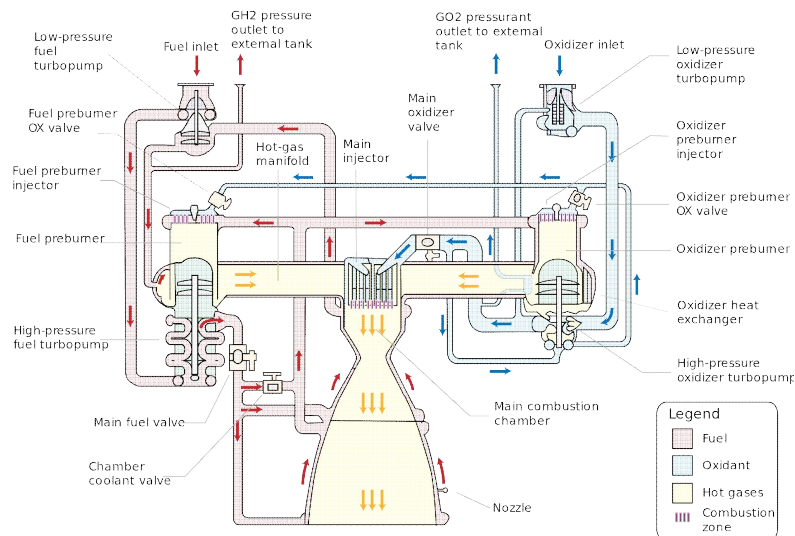 GH2 pressure
outlet to
external tank
GO2 pressurant
outlet to external
tank
Low-pressure
fuel
turbopump
Fuel inlet
Oxidizer inlet
Low-pressure
oxidizer
turbopump
Fuel preburner
OX valve
Main
oxidizer
valve
Oxidizer
preburner
injector
Hot-gas
manifold
Main
injector
Fuel preburner
injector
Oxidizer preburner
OX valve
Fuel preburner
Oxidizer preburner
Oxidizer heat
exchanger
High-pressure
fuel turbopump
High-pressure
oxidizer turbopump
Main fuel valve
Main combustion
chamber
Chamber
coolant valve
Nozzle
Legend
Fuel
Oxidant
Hot gases
Combustion
zone